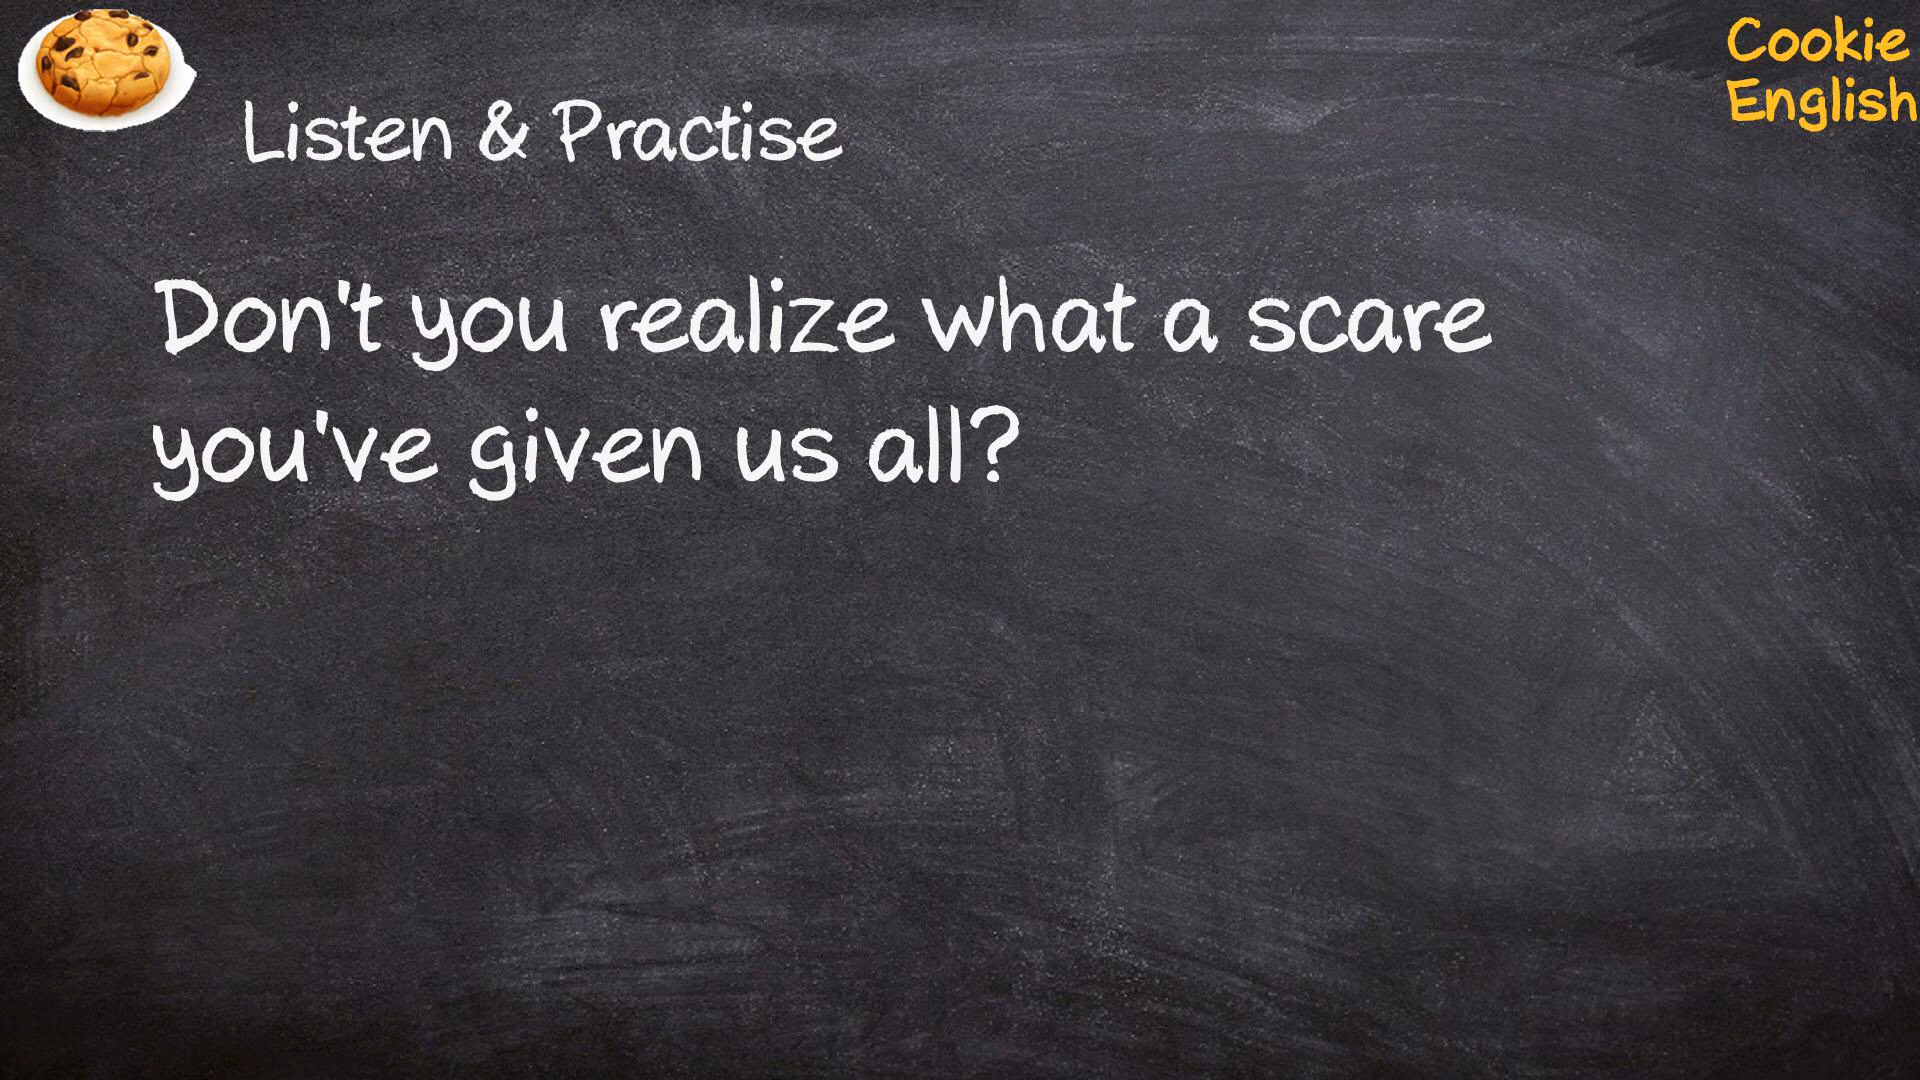 Cookie
English
Listen & Practise
Don't you realize what a scare
you've given us all?